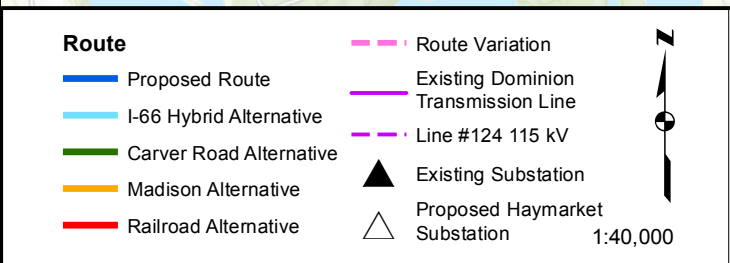 Route
Proposed Route
I-66 Hybrid Alternative
Carver Road Alternative
Madison Alternative
Railroad Alternative
Route Variation
Existing Dominion
Transmission Line
Line #124 115 kV
Existing Substation
Proposed Haymarket
Substation
N
1:40,000